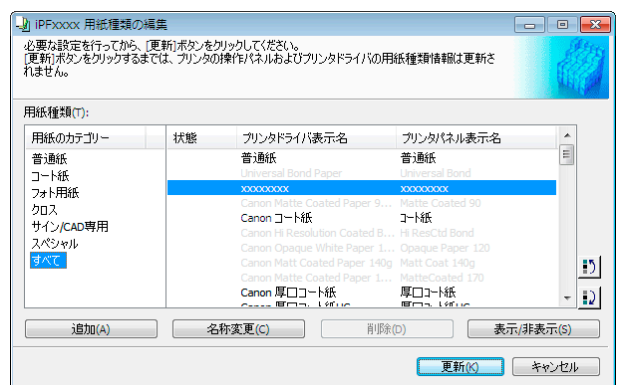 iPFxxxx 用紙種類の編集
必要な設定を行ってから、[更新]ボタンをクリックしてください。
[更新]ボタンをクリックするまでは、プリンタの操作パネルおよびプリンタドライバの用紙種類情報は更新さ
れません。
用紙種類(T):
用紙のカテゴリー 状態 プリンタドライバ表示名 プリンタパネル表示名
普通紙
コート紙
フォト用紙
クロス
サイン/CAD専用
スペシャル
すべて
普通紙 普通紙
Universal Bond Paper Universal Bond
xxxxxxxx xxxxxxxx
Canon Matte Coated Paper 9... Matte Coated 90
Canon コート紙 コート紙
Canon Hi Resolution Coated B... Hi ResCtd Bond
Canon Opaque White Paper 1... Opaque Paper 120
Canon Matt Coated Paper 140g Matt Coat 140g
Canon Matte Coated Paper 1... MatteCoated 170
Canon 厚口コート紙 厚口コート紙
追加(A) 名称変更(C) 削除(D) 表示/非表示(S)
更新(K) キャンセル